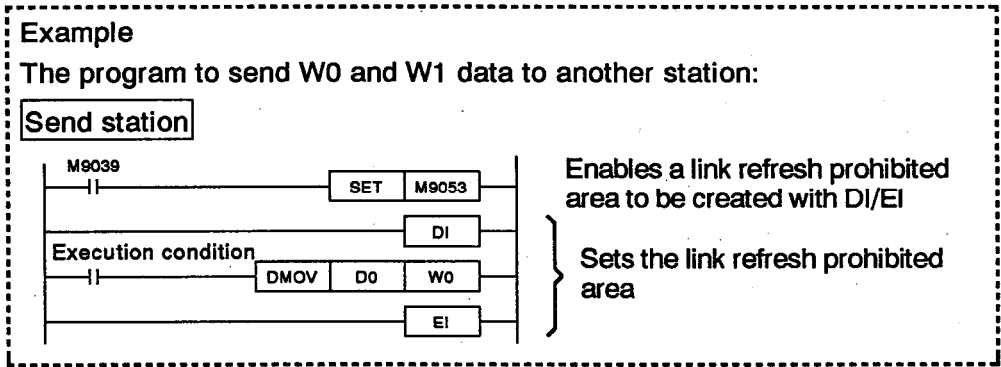 Example
The program to send W0 and W1 data to another station:
Send station
M9039
SET M9053
Enables a link refresh prohibited
area to be created with DI/EI
DI
Execution condition
DMOV D0 W0
Sets the link refresh prohibited
area
EI